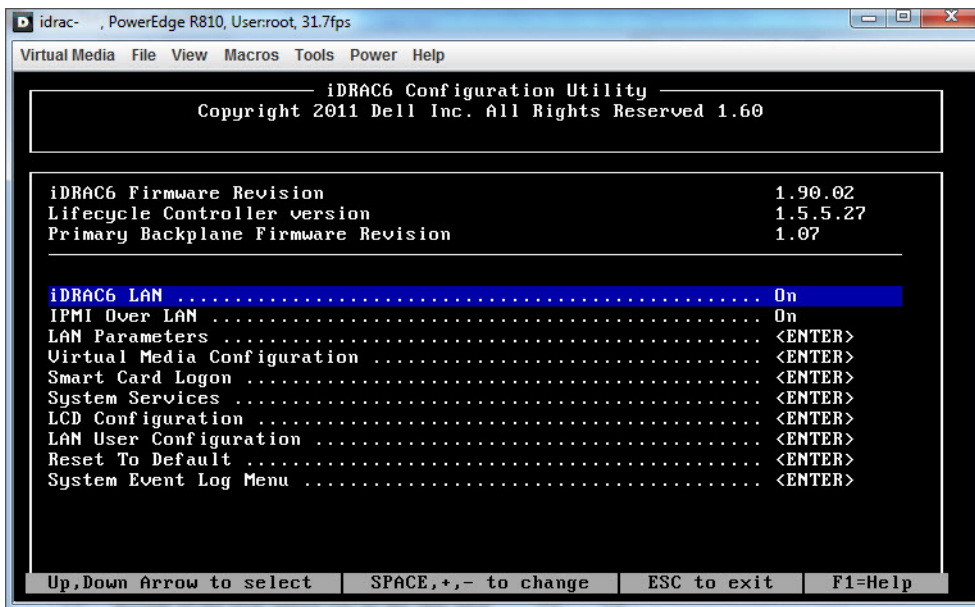 D idrac- , PowerEdge R810, User:root, 31.7fps
Virtual Media File View Macros Tools Power Help
iDRAC6 Configuration Utility
Copyright 2011 Dell Inc. All Rights Reserved 1.60
iDRAC6 Firmware Revision 1.90.02
Lifecycle Controller version 1.5.5.27
Primary Backplane Firmware Revision 1.07
iDRAC6 LAN ................................................... On
IPMI Over LAN ................................................ On
LAN Parameters ............................................... <ENTER>
Virtual Media Configuration .................................. <ENTER>
Smart Card Logon ............................................. <ENTER>
System Services .............................................. <ENTER>
LCD Configuration ............................................ <ENTER>
LAN User Configuration ....................................... <ENTER>
Reset To Default ............................................. <ENTER>
System Event Log Menu ........................................ <ENTER>
Up,Down Arrow to select SPACE,+,- to change ESC to exit F1=Help